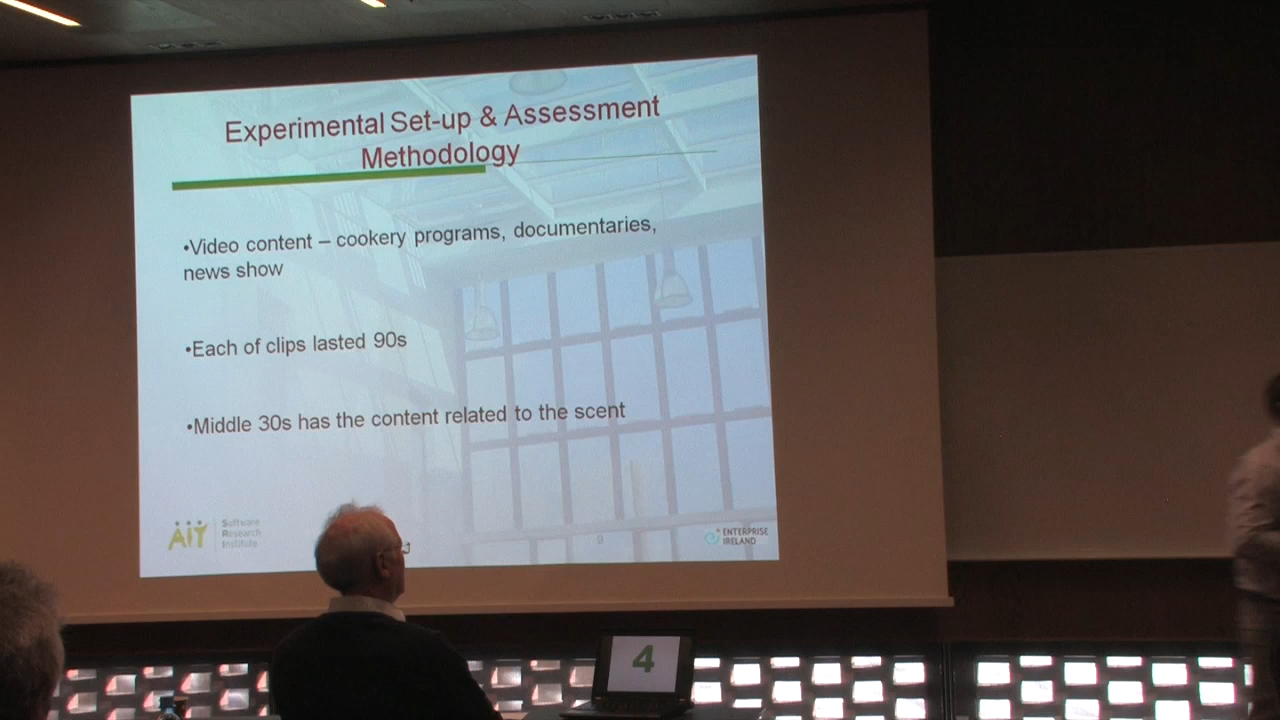 Experimental Set-up & Assessment
Methodology
•Video content – cookery programs, documentaries,
news show
•Each of clips lasted 90s
•Middle 30s has the content related to the scent
AIT
Software
Research
Institute
9
ENTERPRISE
IRELAND
4